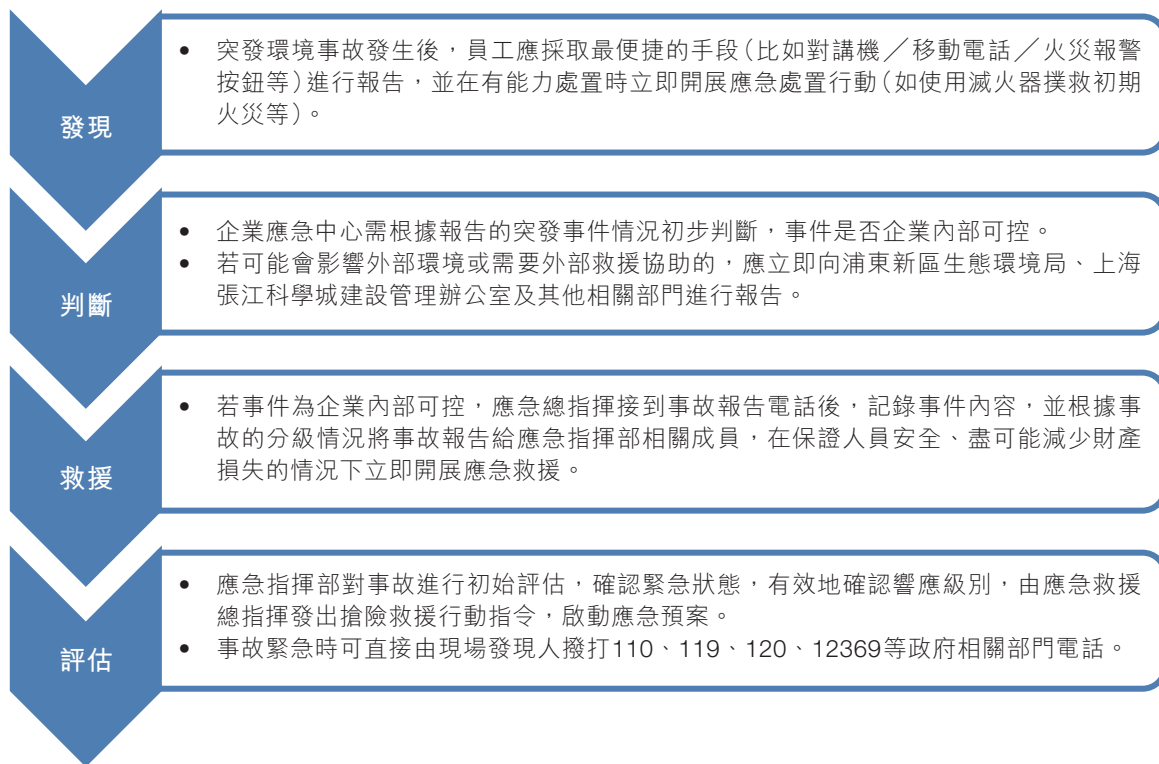 發現
• 突發環境事故發生後，員工應採取最便捷的手段（比如對講機／移動電話／火災報警
按鈕等）進行報告，並在有能力處置時立即開展應急處置行動（如使用滅火器撲救初期
火災等）。
判斷
• 企業應急中心需根據報告的突發事件情況初步判斷，事件是否企業內部可控。
• 若可能會影響外部環境或需要外部救援協助的，應立即向浦東新區生態環境局、上海
張江科學城建設管理辦公室及其他相關部門進行報告。
救援
• 若事件為企業內部可控，應急總指揮接到事故報告電話後，記錄事件內容，並根據事
故的分級情況將事故報告給應急指揮部相關成員，在保證人員安全、盡可能減少財產
損失的情況下立即開展應急救援。
評估
• 應急指揮部對事故進行初始評估，確認緊急狀態，有效地確認響應級別，由應急救援
總指揮發出搶險救援行動指令，啟動應急預案。
• 事故緊急時可直接由現場發現人撥打110、119、120、12369等政府相關部門電話。